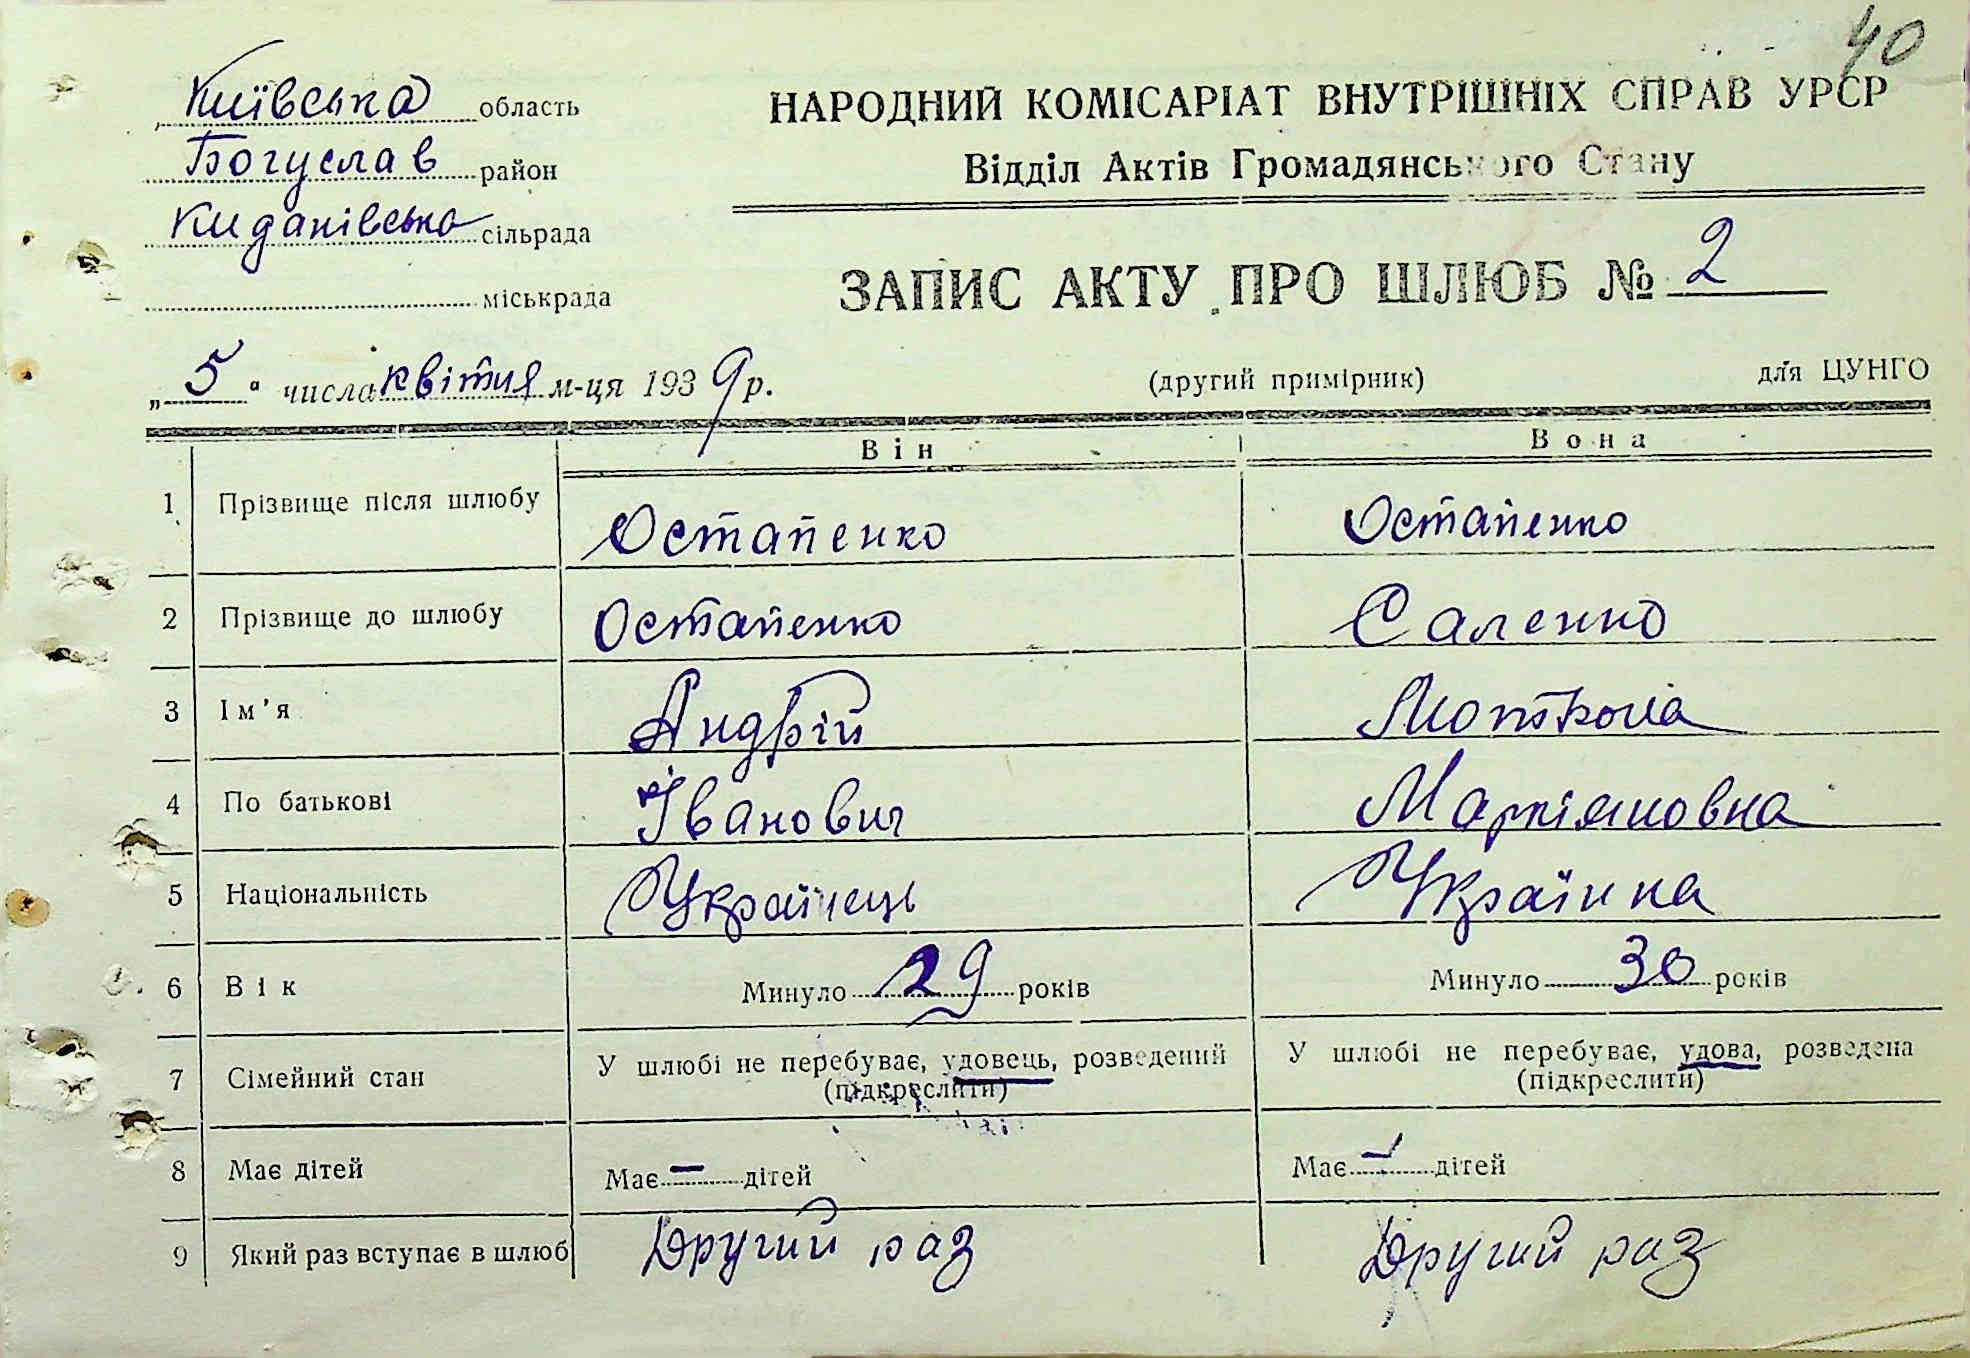 40
Київська область
Богуслав район
Киданівська сільрада
міськрада
НАРОДНИЙ КОМІСАРІАТ ВНУТРІШНІХ СПРАВ УРСР
Відділ Актів Громадянського Стану
ЗАПИС АКТУ ПРО ШЛЮБ № 2
„5" числа квітня м-ця 1939 р.
(другий примірник)
для ЦУНГО
Він Вона
1 Прізвище після шлюбу Остапенко Остапенко
2 Прізвище до шлюбу Остапенко Саленко
3 Ім'я Андрій
4 По батькові Іванович Маркіяновна
5 Національність Українець Українка
6 Вік Минуло 29 років Минуло 30 років
7 Сімейний стан У шлюбі не перебуває, удовець, розведений У шлюбі не перебуває, удова, розведена
(підкреслити) (підкреслити)
8 Має дітей Має — дітей Має дітей
9 Який раз вступає в шлюб Другий раз Другий раз